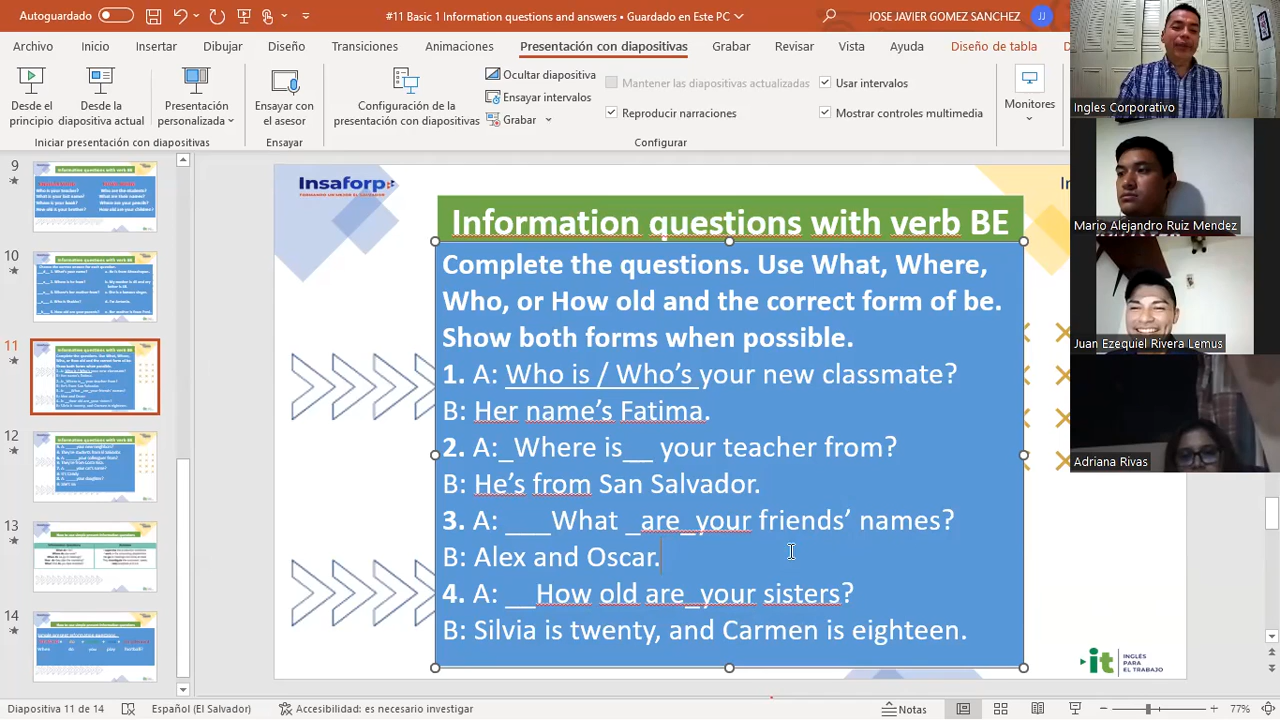 Autoguardado
#11 Basic 1 Information questions and answers • Guardado en Este PC
JOSE JAVIER GOMEZ SANCHEZ
JJ
Archivo Inicio Insertar Dibujar Diseño Transiciones Animaciones Presentación con diapositivas Grabar Revisar Vista Ayuda Diseño de tabla
Desde el principio
Desde la diapositiva actual
Presentación personalizada
Iniciar presentación con diapositivas
Ensayar con el asesor
Ensayar
Configuración de la presentación con diapositivas
Ocultar diapositiva
Ensayar intervalos
Grabar
Mantener las diapositivas actualizadas
Reproducir narraciones
Usar intervalos
Mostrar controles multimedia
Configurar
Monitores
Ingles Corporativo
Mario Alejandro Ruiz Mendez
Juan Ezequiel Rivera Lemus
Adriana Rivas
9
10
11
12
13
14
Insaforp
Information questions with verb BE
Complete the questions. Use What, Where,
Who, or How old and the correct form of be.
Show both forms when possible.
1. A: Who is / Who’s your new classmate?
B: Her name’s Fatima.
2. A:_Where is__ your teacher from?
B: He’s from San Salvador.
3. A: ___What _are_your friends’ names?
B: Alex and Oscar.
4. A: __How old are_your sisters?
B: Silvia is twenty, and Carmen is eighteen.
it INGLÉS
PARA
EL TRABAJO
Diapositiva 11 de 14 Español (El Salvador) Accesibilidad: es necesario investigar Notas 77%